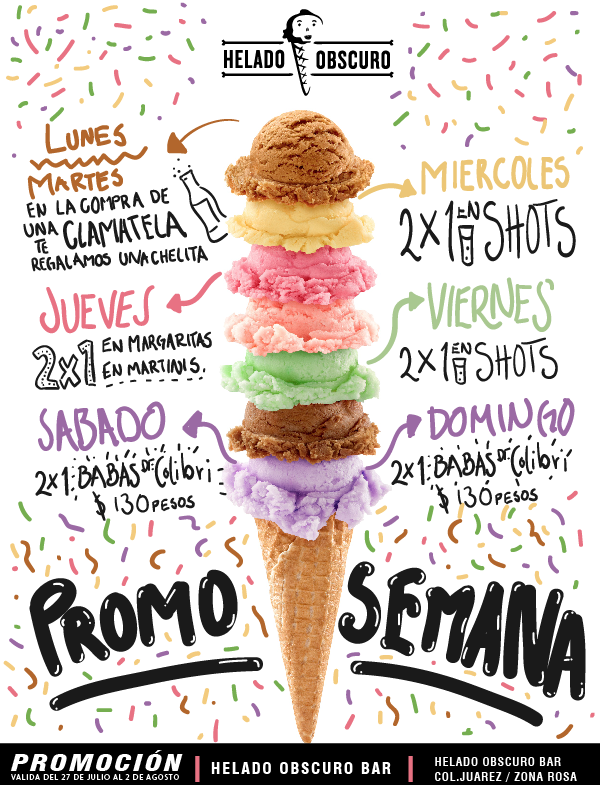 HELADO OBSCURO
LUNES
MARTES
EN LA COMPRA DE
UNA CLAMATELA
TE
REGALAMOS UNA CHELITA
MIERCOLES
2X1 EN SHOTS
JUEVES
2x1 EN MARGARITAS
EN MARTINIS.
VIERNES
2X1 EN SHOTS
SABADO
2x1: BABAS DE Colibrí
$ 130 PESOS
DOMINGO
2x1: BABAS DE Colibrí
$ 130 PESOS
PROMO SEMANA
PROMOCIÓN
VALIDA DEL 27 DE JULIO AL 2 DE AGOSTO
HELADO OBSCURO BAR
HELADO OBSCURO BAR
COL.JUAREZ / ZONA ROSA